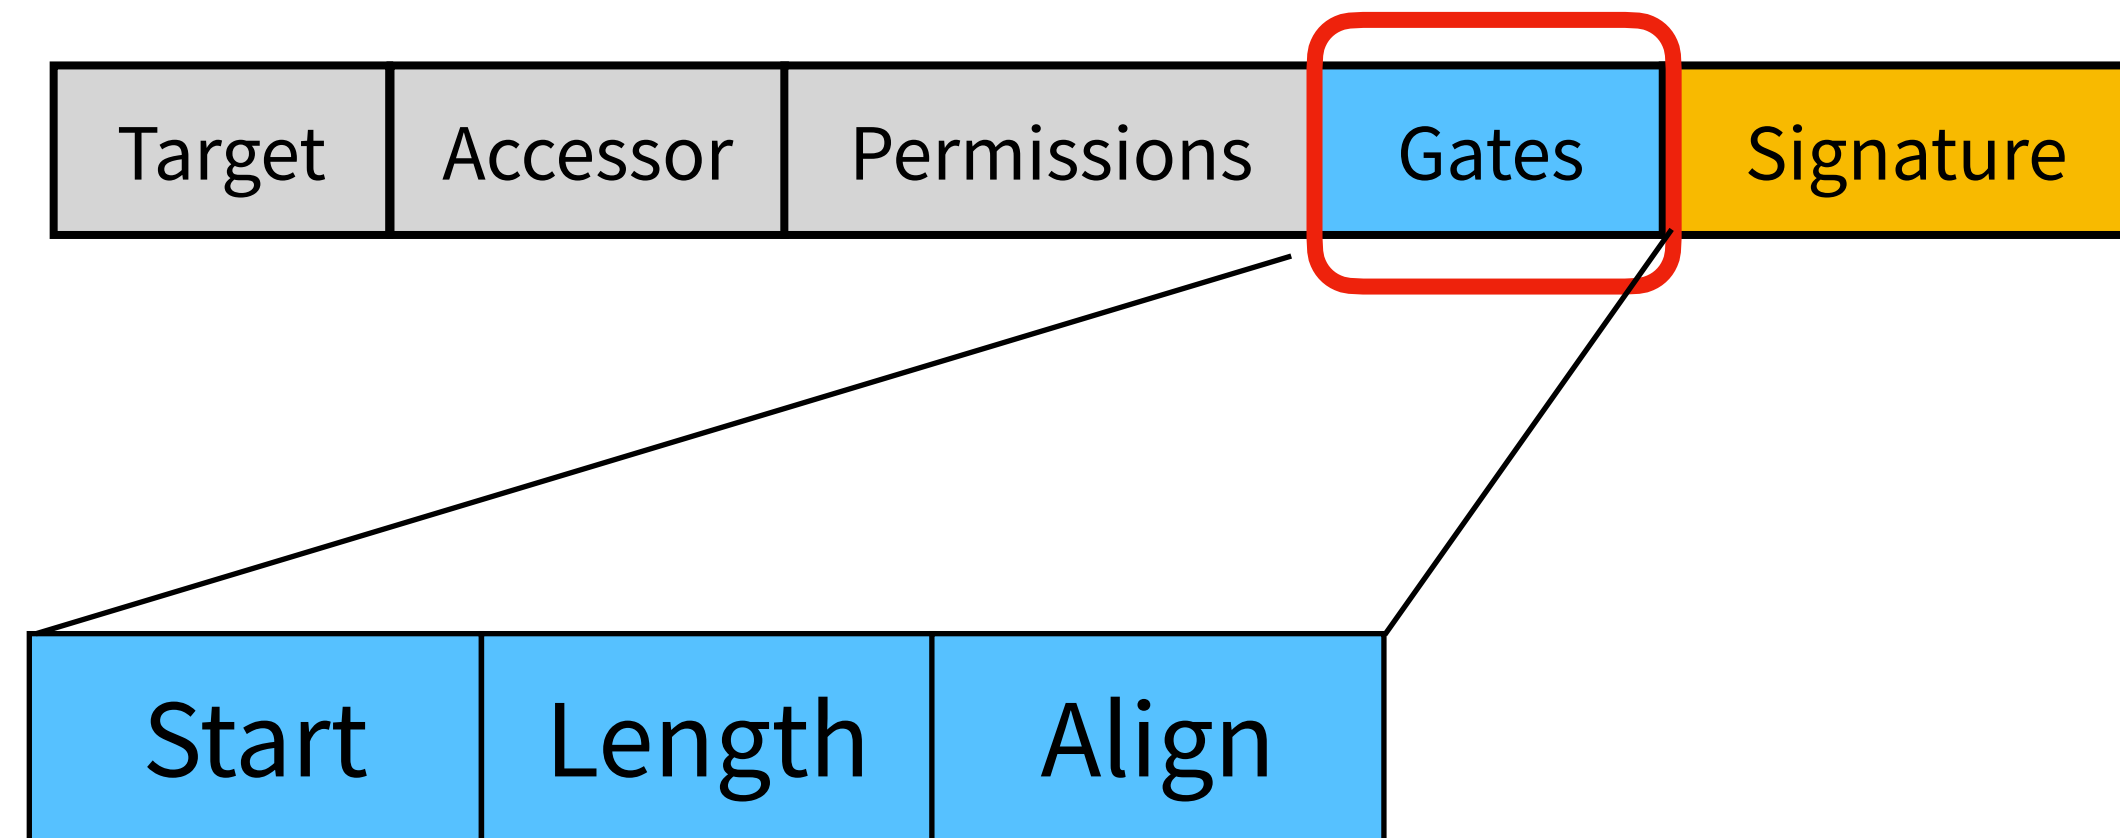 Target Accessor Permissions Gates Signature
Start Length Align